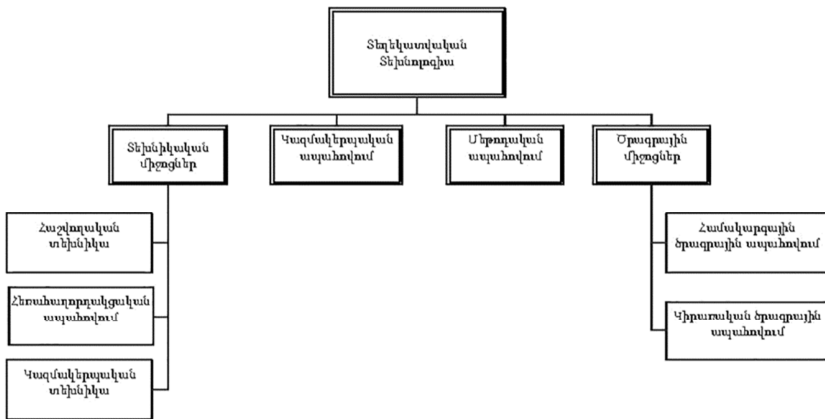 Տեղեկատվական
Տեխնոլոգիա
Տեխնիկական
միջոցներ
Կազմակերպական
ապահովում
Մեթոդական
ապահովում
Ծրագրային
միջոցներ
Հաշվողական
տեխնիկա
Հեռահաղորդակցական
ապահովում
Կազմակերպական
տեխնիկա
Համակարգային
ծրագրային ապահովում
Կիրառական ծրագրային
ապահովում